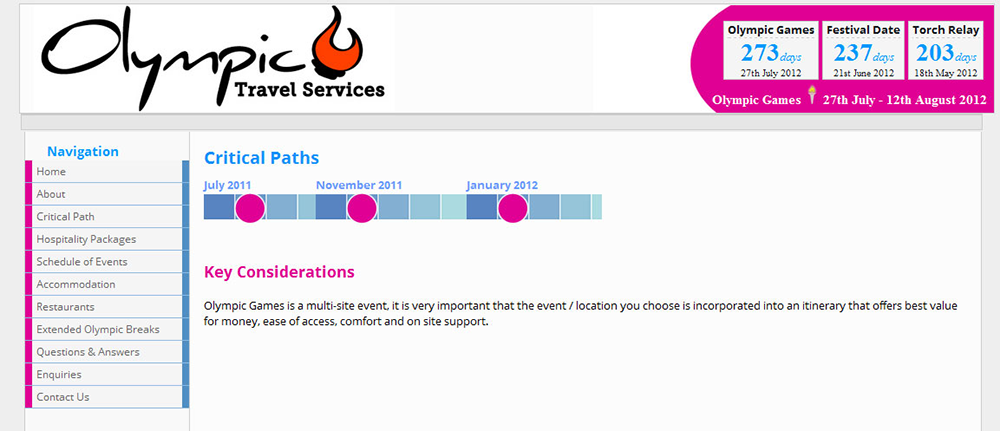 Olympic
Travel Services
Olympic Games
273 days
27th July 2012
Festival Date
237 days
21st June 2012
Torch Relay
203 days
18th May 2012
Olympic Games 27th July - 12th August 2012
Navigation
Home
About
Critical Path
Hospitality Packages
Schedule of Events
Accommodation
Restaurants
Extended Olympic Breaks
Questions & Answers
Enquiries
Contact Us
Critical Paths
July 2011 November 2011 January 2012
Key Considerations
Olympic Games is a multi-site event, it is very important that the event / location you choose is incorporated into an itinerary that offers best value
for money, ease of access, comfort and on site support.